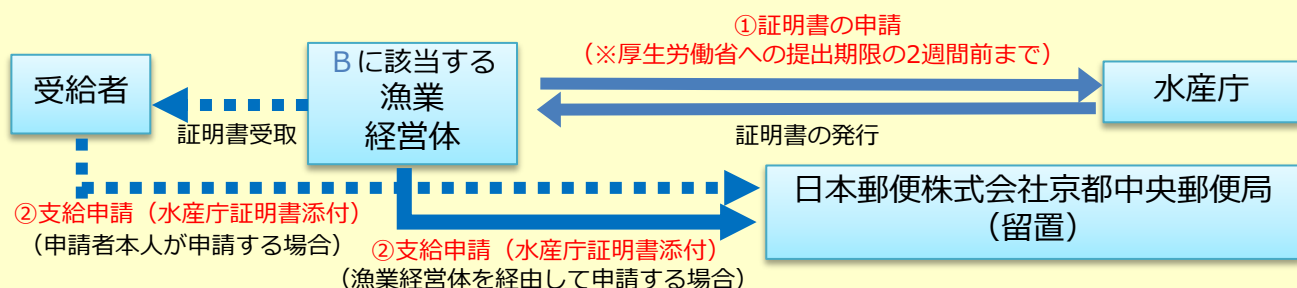 ①証明書の申請
（※厚生労働省への提出期限の2週間前まで）
受給者
Bに該当する
漁業
経営体
水産庁
証明書受取
証明書の発行
日本郵便株式会社京都中央郵便局
（留置）
②支給申請（水産庁証明書添付）
（申請者本人が申請する場合）
②支給申請（水産庁証明書添付）
（漁業経営体を経由して申請する場合）